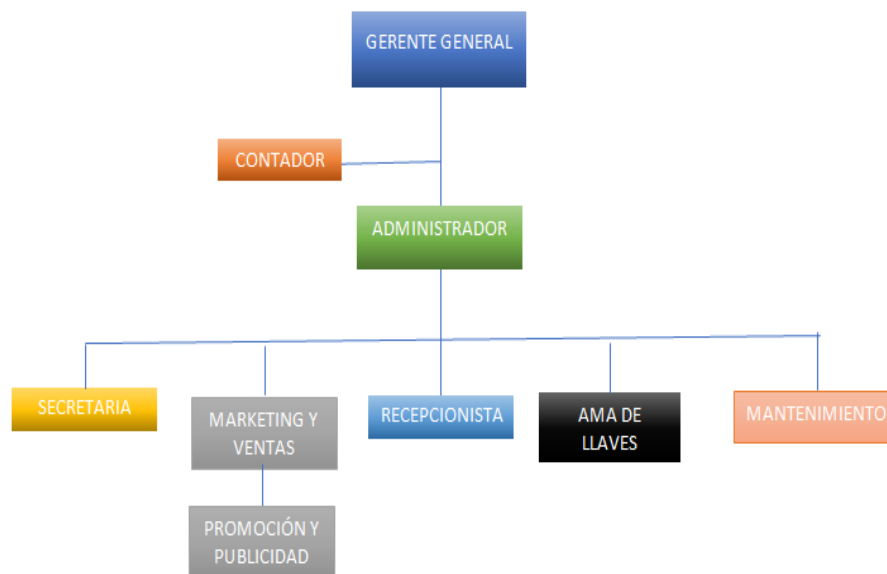 GERENTE GENERAL
CONTADOR
ADMINISTRADOR
SECRETARIA
MARKETING Y
VENTAS
RECEPCIONISTA
AMA DE
LLAVES
MANTENIMIENTO
PROMOCIÓN Y
PUBLICIDAD